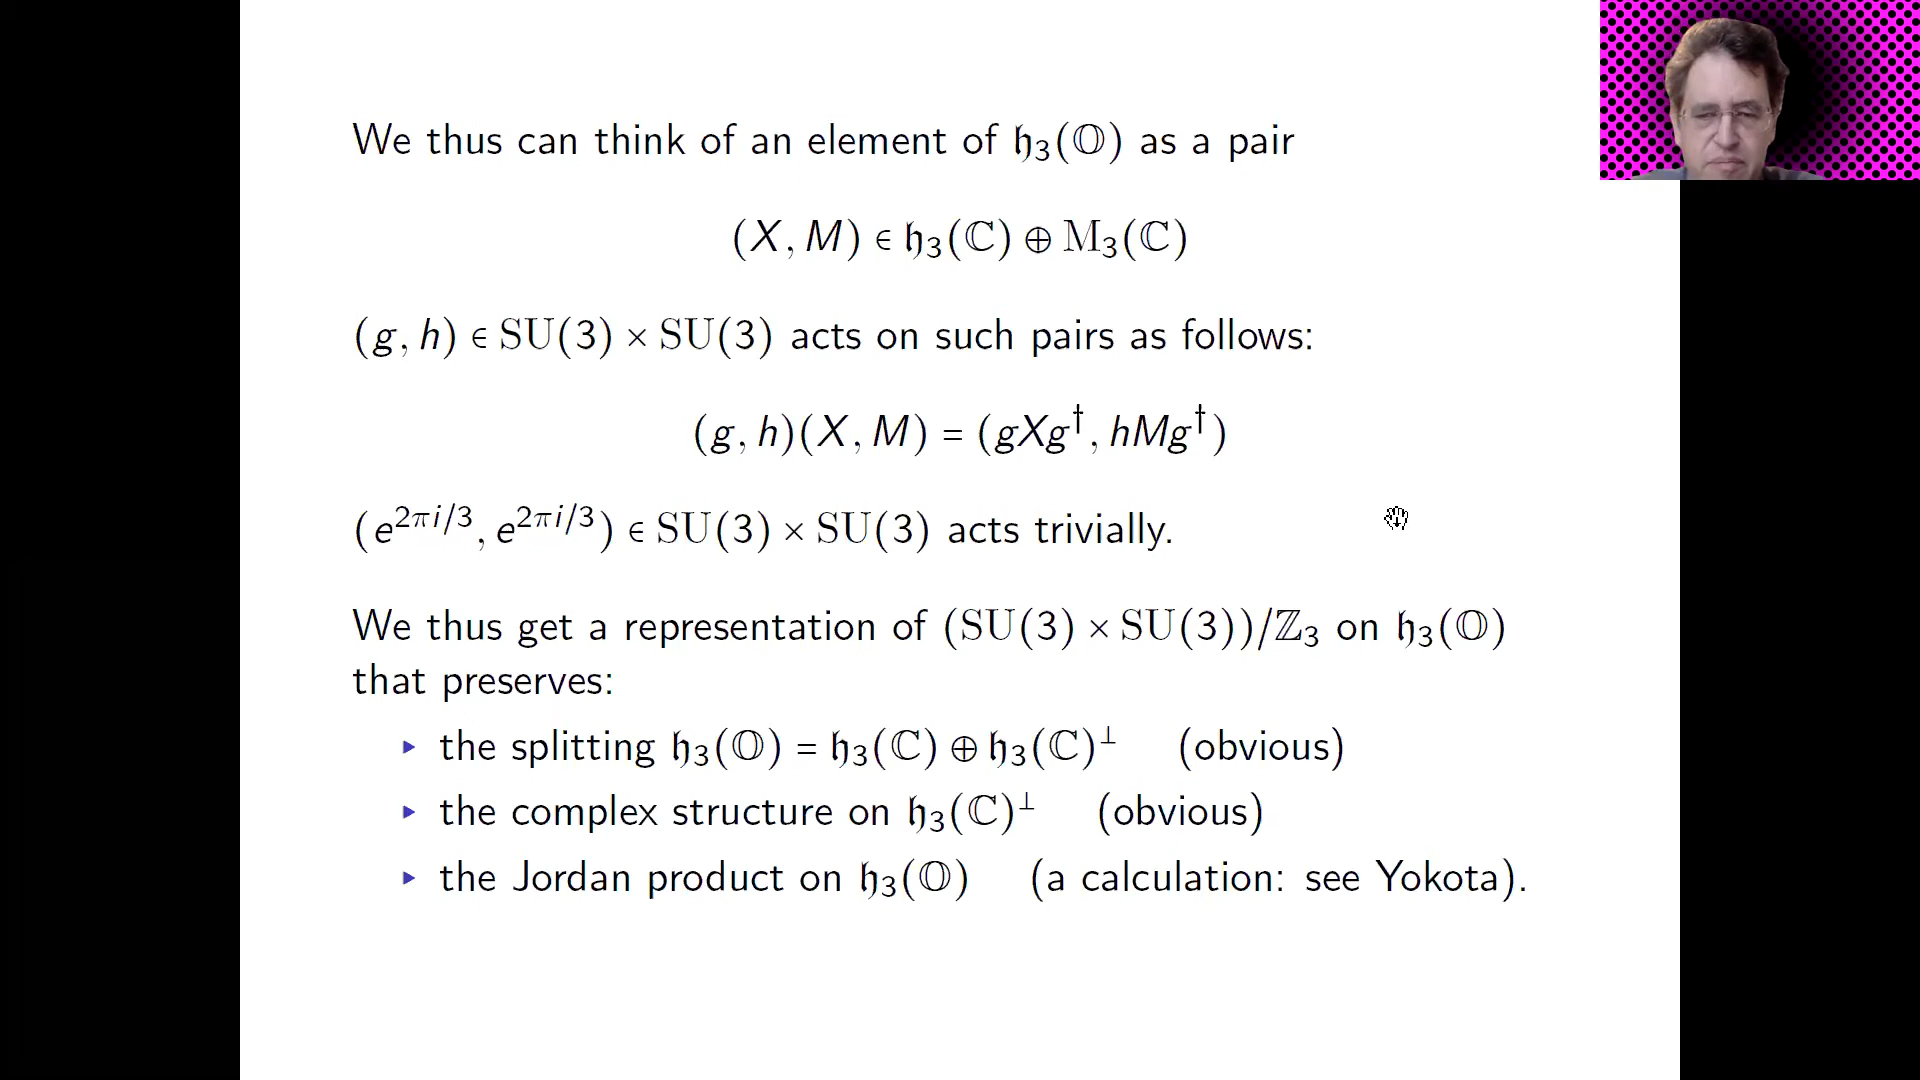 We thus can think of an element of 𝔥₃(𝕆) as a pair
(X, M) ∈ 𝔥₃(ℂ) ⊕ M₃(ℂ)
(g, h) ∈ SU(3) × SU(3) acts on such pairs as follows:
(g, h)(X, M) = (gXg†, hMg†)
(e^{2πi/3}, e^{2πi/3}) ∈ SU(3) × SU(3) acts trivially.
We thus get a representation of (SU(3) × SU(3))/ℤ₃ on 𝔥₃(𝕆)
that preserves:
▸ the splitting 𝔥₃(𝕆) = 𝔥₃(ℂ) ⊕ 𝔥₃(ℂ)^⊥ (obvious)
▸ the complex structure on 𝔥₃(ℂ)^⊥ (obvious)
▸ the Jordan product on 𝔥₃(𝕆) (a calculation: see Yokota).